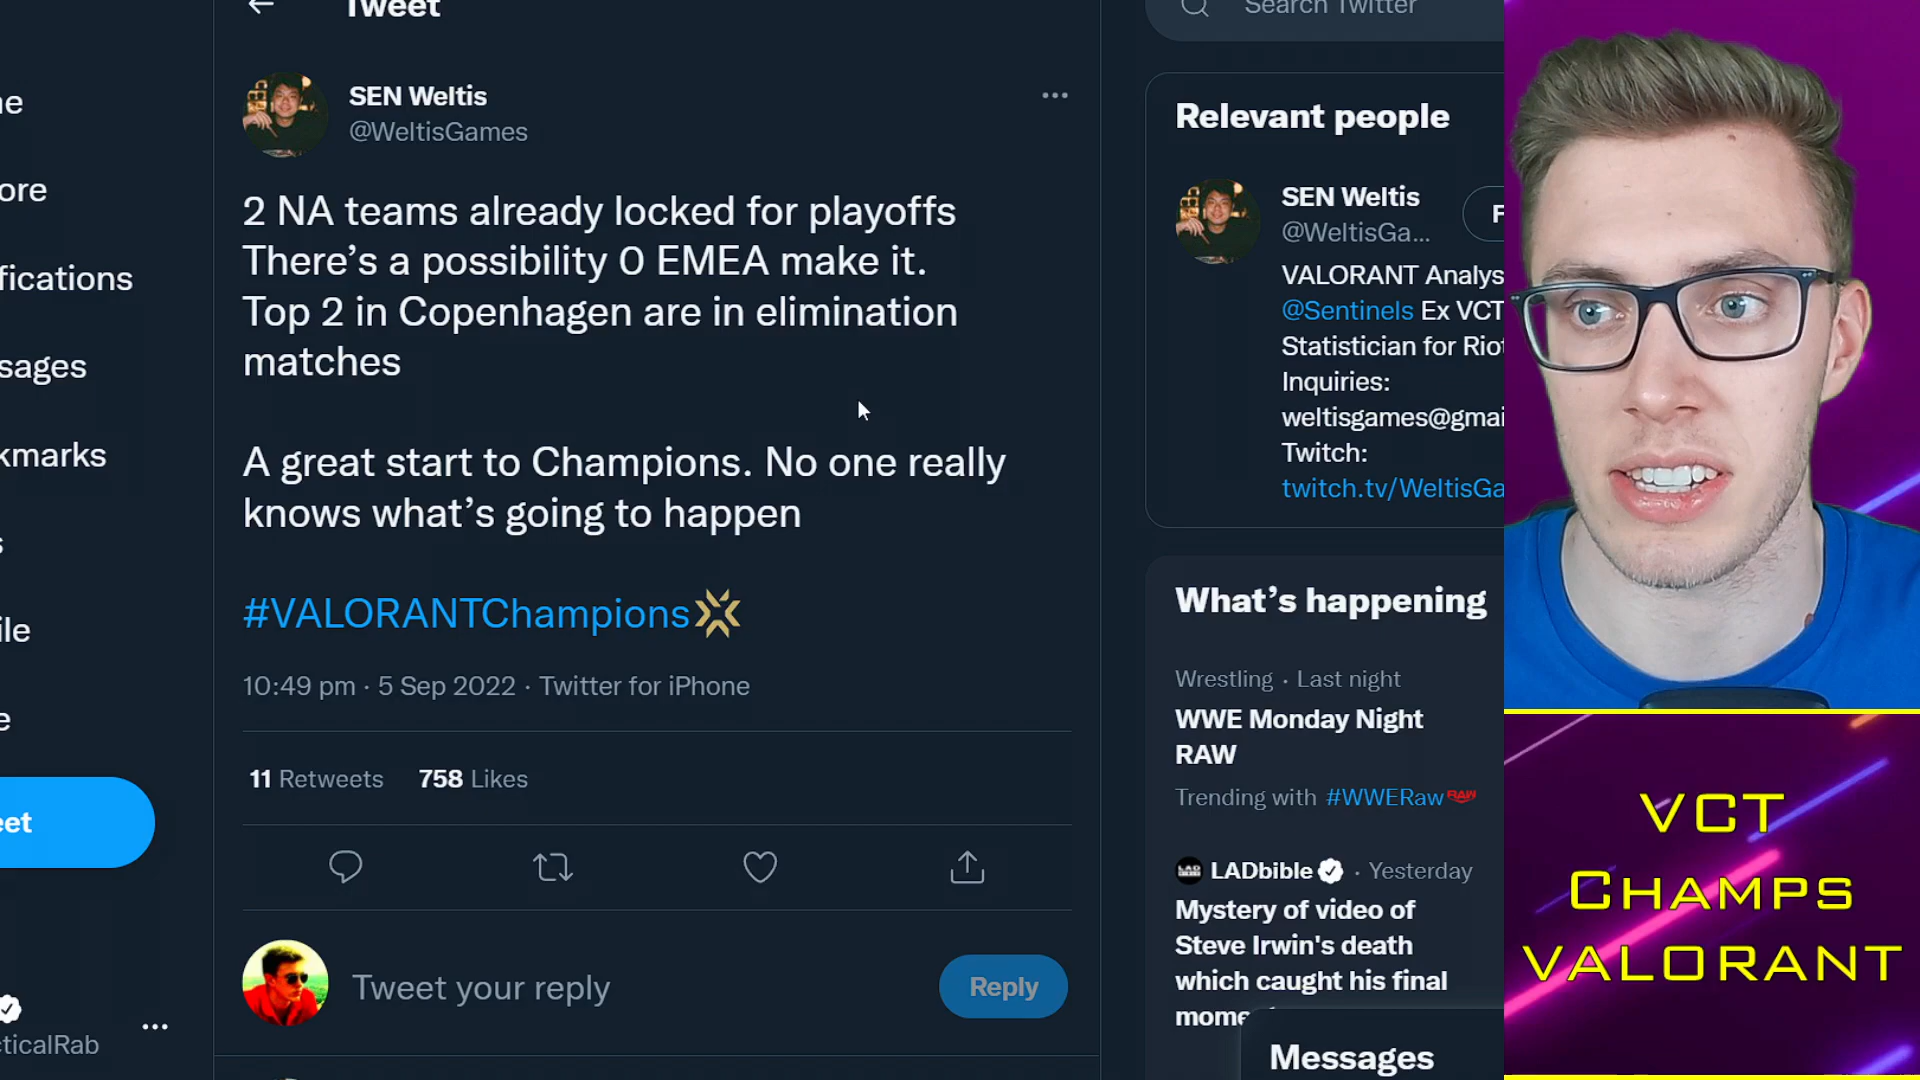 Tweet
Search Twitter
SEN Weltis
@WeltisGames
2 NA teams already locked for playoffs
There's a possibility 0 EMEA make it.
Top 2 in Copenhagen are in elimination
matches
A great start to Champions. No one really
knows what's going to happen
#VALORANTChampions
10:49 pm · 5 Sep 2022 · Twitter for iPhone
11 Retweets 758 Likes
Tweet your reply
Reply
Relevant people
SEN Weltis
@WeltisGa...
F
VALORANT Analys
@Sentinels Ex VCT
Statistician for Riot
Inquiries:
weltisgames@gmai
Twitch:
twitch.tv/WeltisGa
What's happening
Wrestling · Last night
WWE Monday Night
RAW
Trending with #WWERaw
LADbible · Yesterday
Mystery of video of
Steve Irwin's death
which caught his final
mome
Messages
ne
ore
fications
sages
kmarks
s
ile
e
eet
cticalRab
VCT
CHAMPS
VALORANT